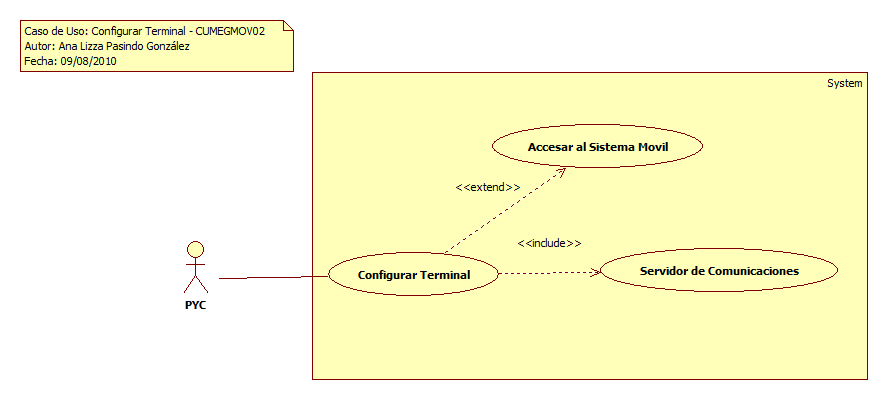 Caso de Uso: Configurar Terminal - CUMEGMOV02
Autor: Ana Lizza Pasindo González
Fecha: 09/08/2010
System
Accesar al Sistema Movil
<<extend>>
<<include>>
Configurar Terminal
Servidor de Comunicaciones
PYC